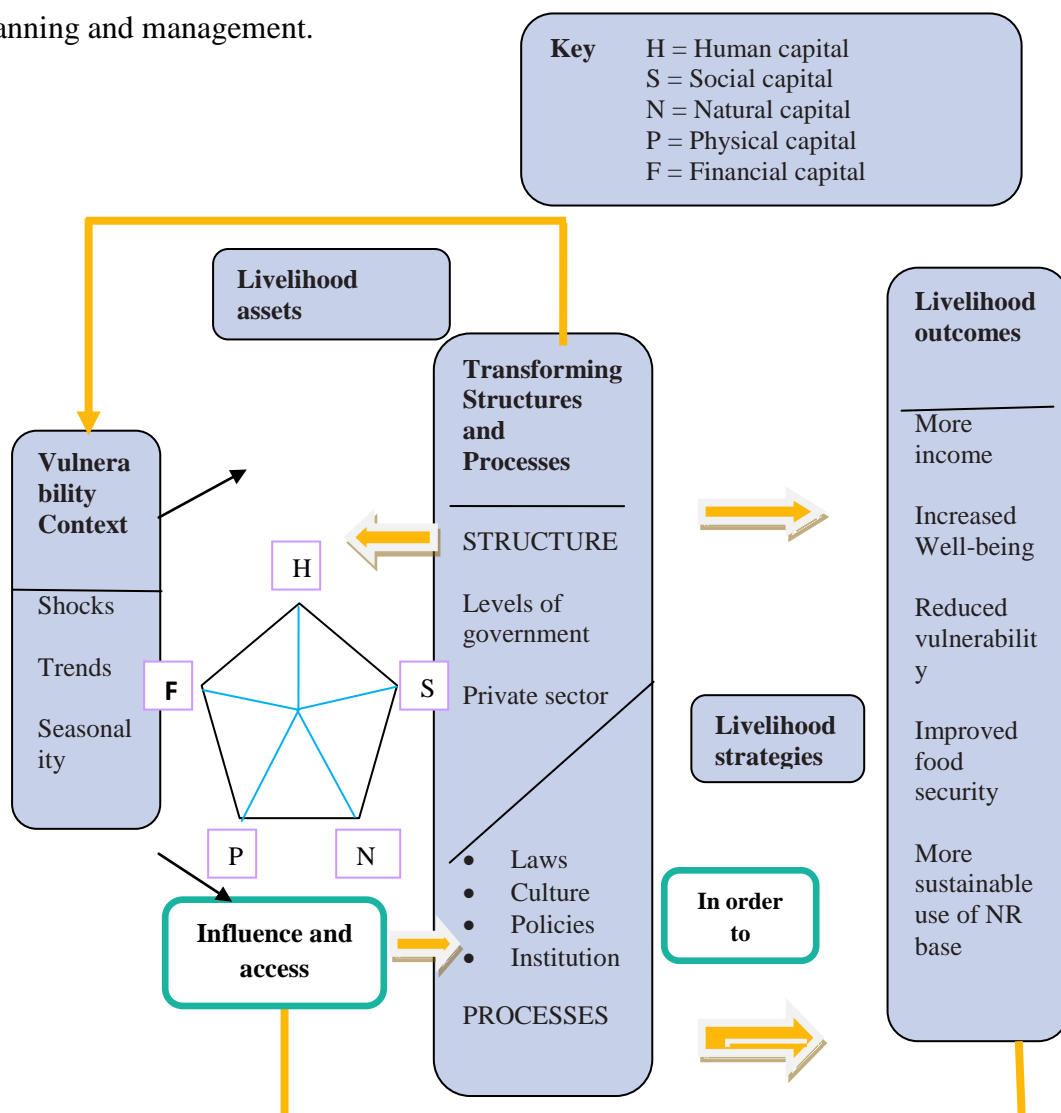 anning and management.
Key
H = Human capital
S = Social capital
N = Natural capital
P = Physical capital
F = Financial capital
Livelihood
assets
Livelihood
outcomes
More
income
Increased
Well-being
Reduced
vulnerabilit
y
Improved
food
security
More
sustainable
use of NR
base
Transforming
Structures
and
Processes
STRUCTURE
Levels of
government
Private sector
• Laws
• Culture
• Policies
• Institution
PROCESSES
Vulnera
bility
Context
Shocks
Trends
Seasonal
ity
H
F
S
P
N
Livelihood
strategies
Influence and
access
In order
to